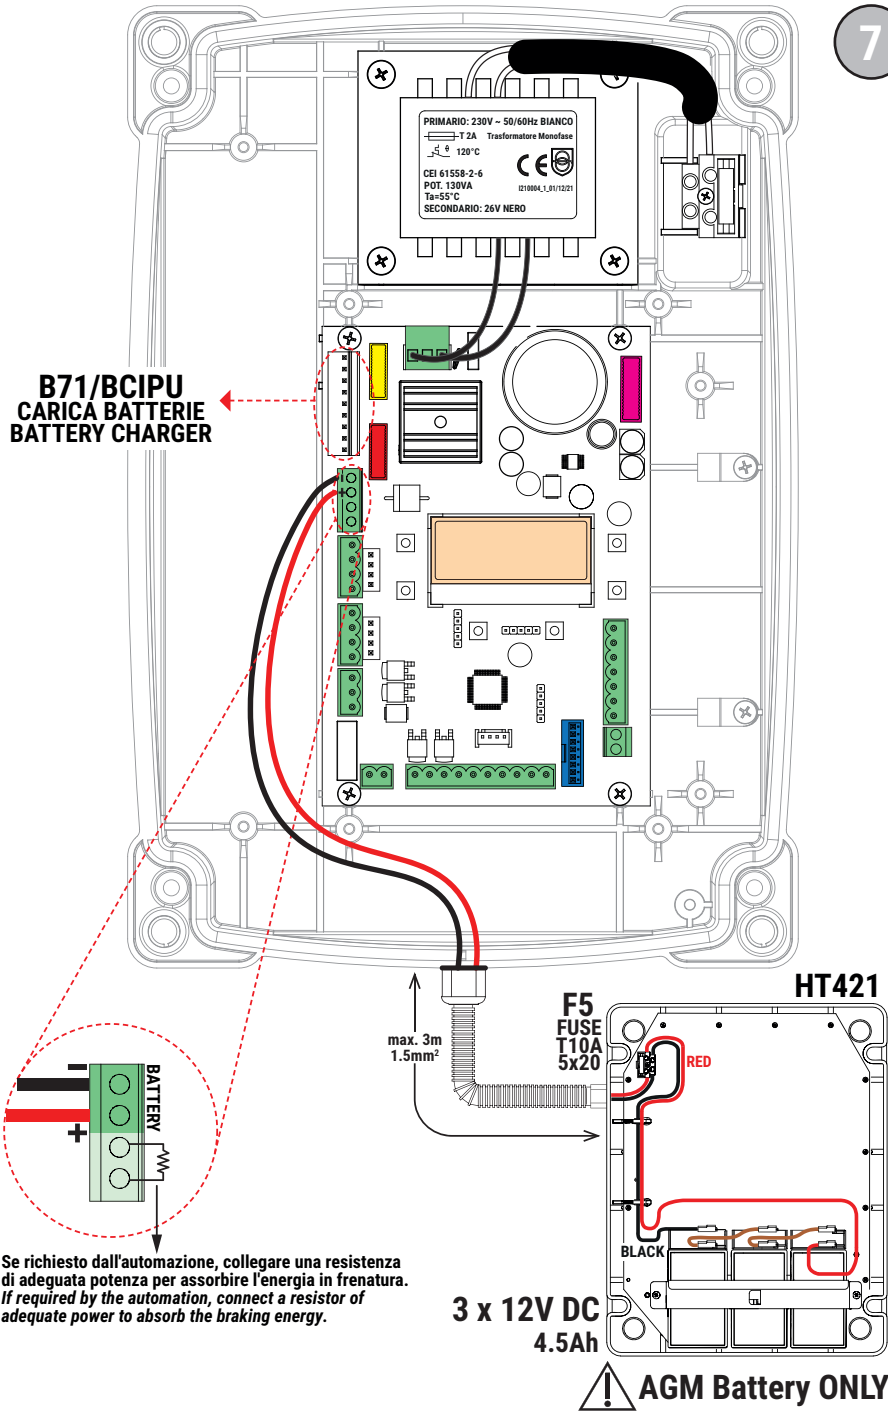 7
PRIMARIO: 230V ~ 50/60Hz BIANCO
T 2A Trasformatore Monofase
θ
120°C
CE
CEI 61558-2-6
POT. 130VA
Ta=55°C
I210004_1_01/12/21
SECONDARIO: 26V NERO
B71/BCIPU
CARICA BATTERIE
BATTERY CHARGER
-
+
HT421
F5
FUSE
T10A
5x20
max. 3m
1.5mm²
RED
BLACK
-
+
BATTERY
Se richiesto dall'automazione, collegare una resistenza
di adeguata potenza per assorbire l'energia in frenatura.
If required by the automation, connect a resistor of
adequate power to absorb the braking energy.
3 x 12V DC
4.5Ah
AGM Battery ONLY